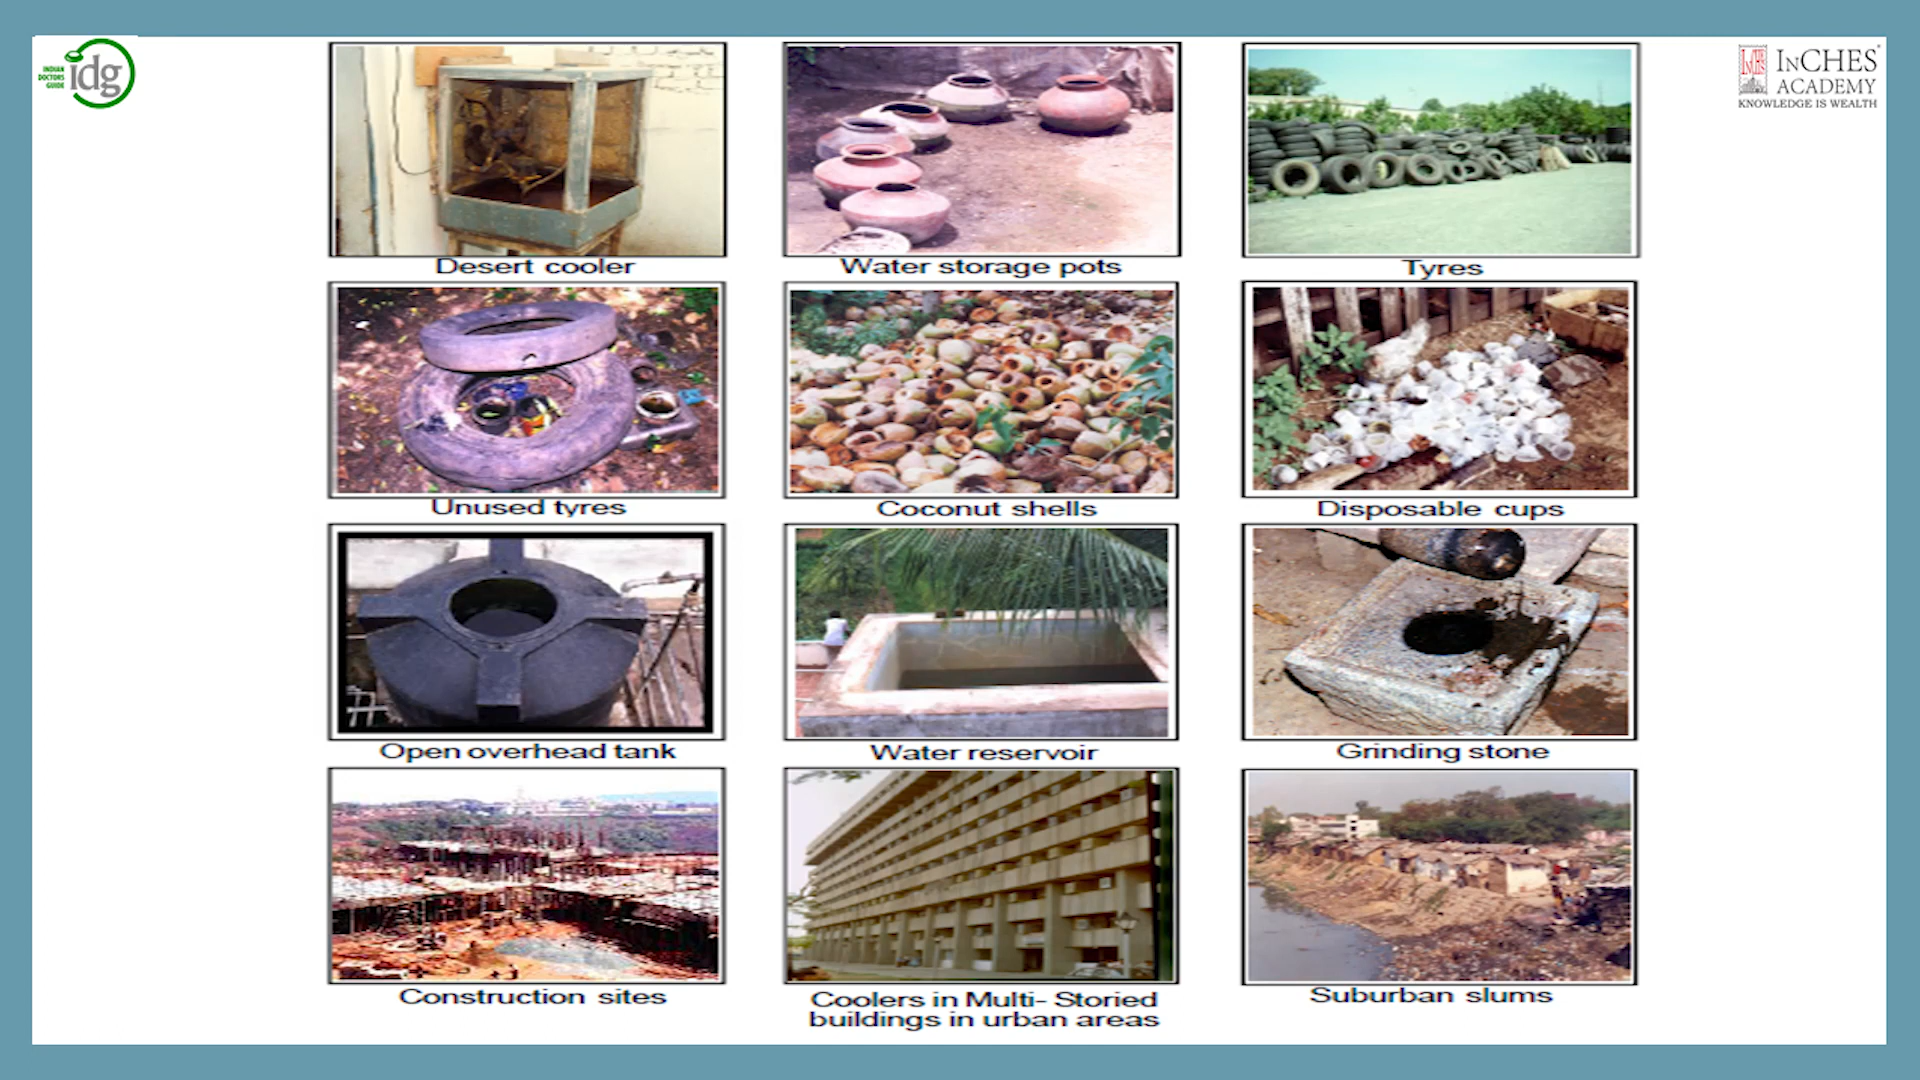 INDIAN
DOCTORS
GUIDE
idg
INCHES
ACADEMY
KNOWLEDGE IS WEALTH
Desert cooler
Water storage pots
Tyres
Unused tyres
Coconut shells
Disposable cups
Open overhead tank
Water reservoir
Grinding stone
Construction sites
Coolers in Multi- Storied
buildings in urban areas
Suburban slums